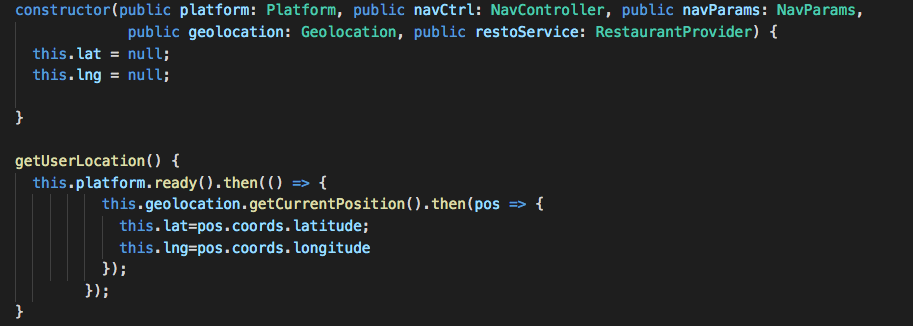 constructor(public platform: Platform, public navCtrl: NavController, public navParams: NavParams,
public geolocation: Geolocation, public restoService: RestaurantProvider) {
this.lat = null;
this.lng = null;
}
getUserLocation() {
this.platform.ready().then(() => {
this.geolocation.getCurrentPosition().then(pos => {
this.lat=pos.coords.latitude;
this.lng=pos.coords.longitude
});
});
}